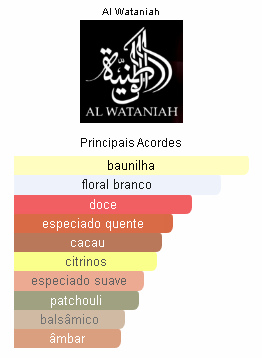 Al Wataniah
الوطنية
AL WATANIAH
Principais Acordes
baunilha
floral branco
doce
especiado quente
cacau
citrinos
especiado suave
patchouli
balsâmico
âmbar